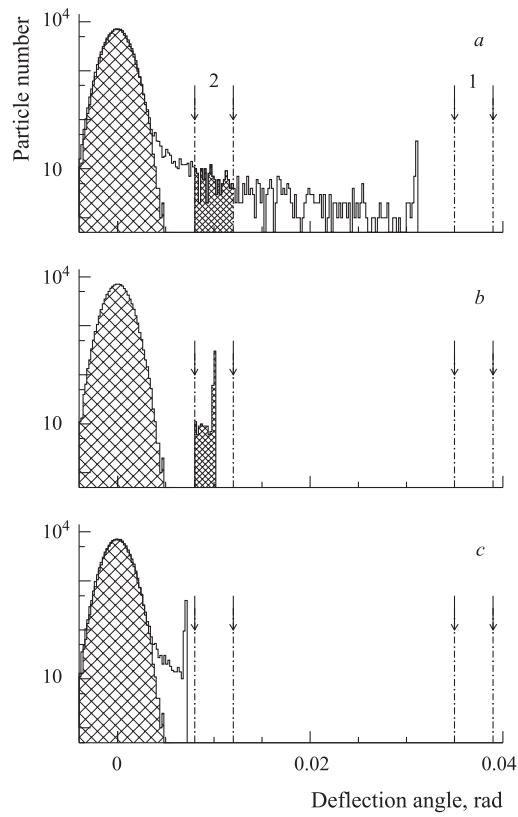 Particle number
10⁴
10
a
2
1
10⁴
10
b
10⁴
10
c
0
0.02
0.04
Deflection angle, rad